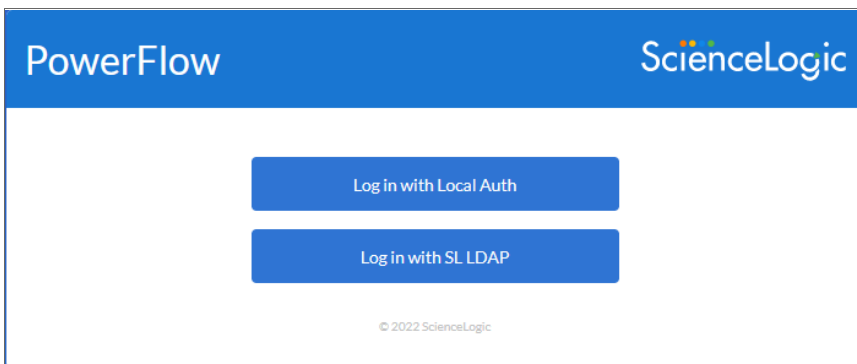 PowerFlow
ScienceLogic
Log in with Local Auth
Log in with SL LDAP
© 2022 ScienceLogic